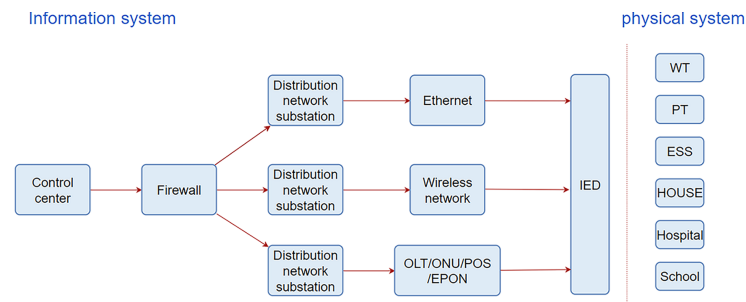 Information system
physical system
Distribution
network
substation
Ethernet
Control
center
Firewall
Distribution
network
substation
Wireless
network
IED
Distribution
network
substation
OLT/ONU/POS
/EPON
WT
PT
ESS
HOUSE
Hospital
School